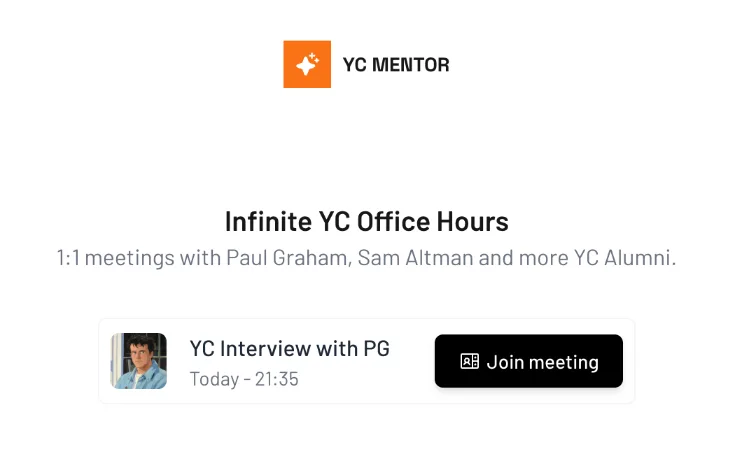 YC MENTOR
Infinite YC Office Hours
1:1 meetings with Paul Graham, Sam Altman and more YC Alumni.
YC Interview with PG
Today - 21:35
Join meeting